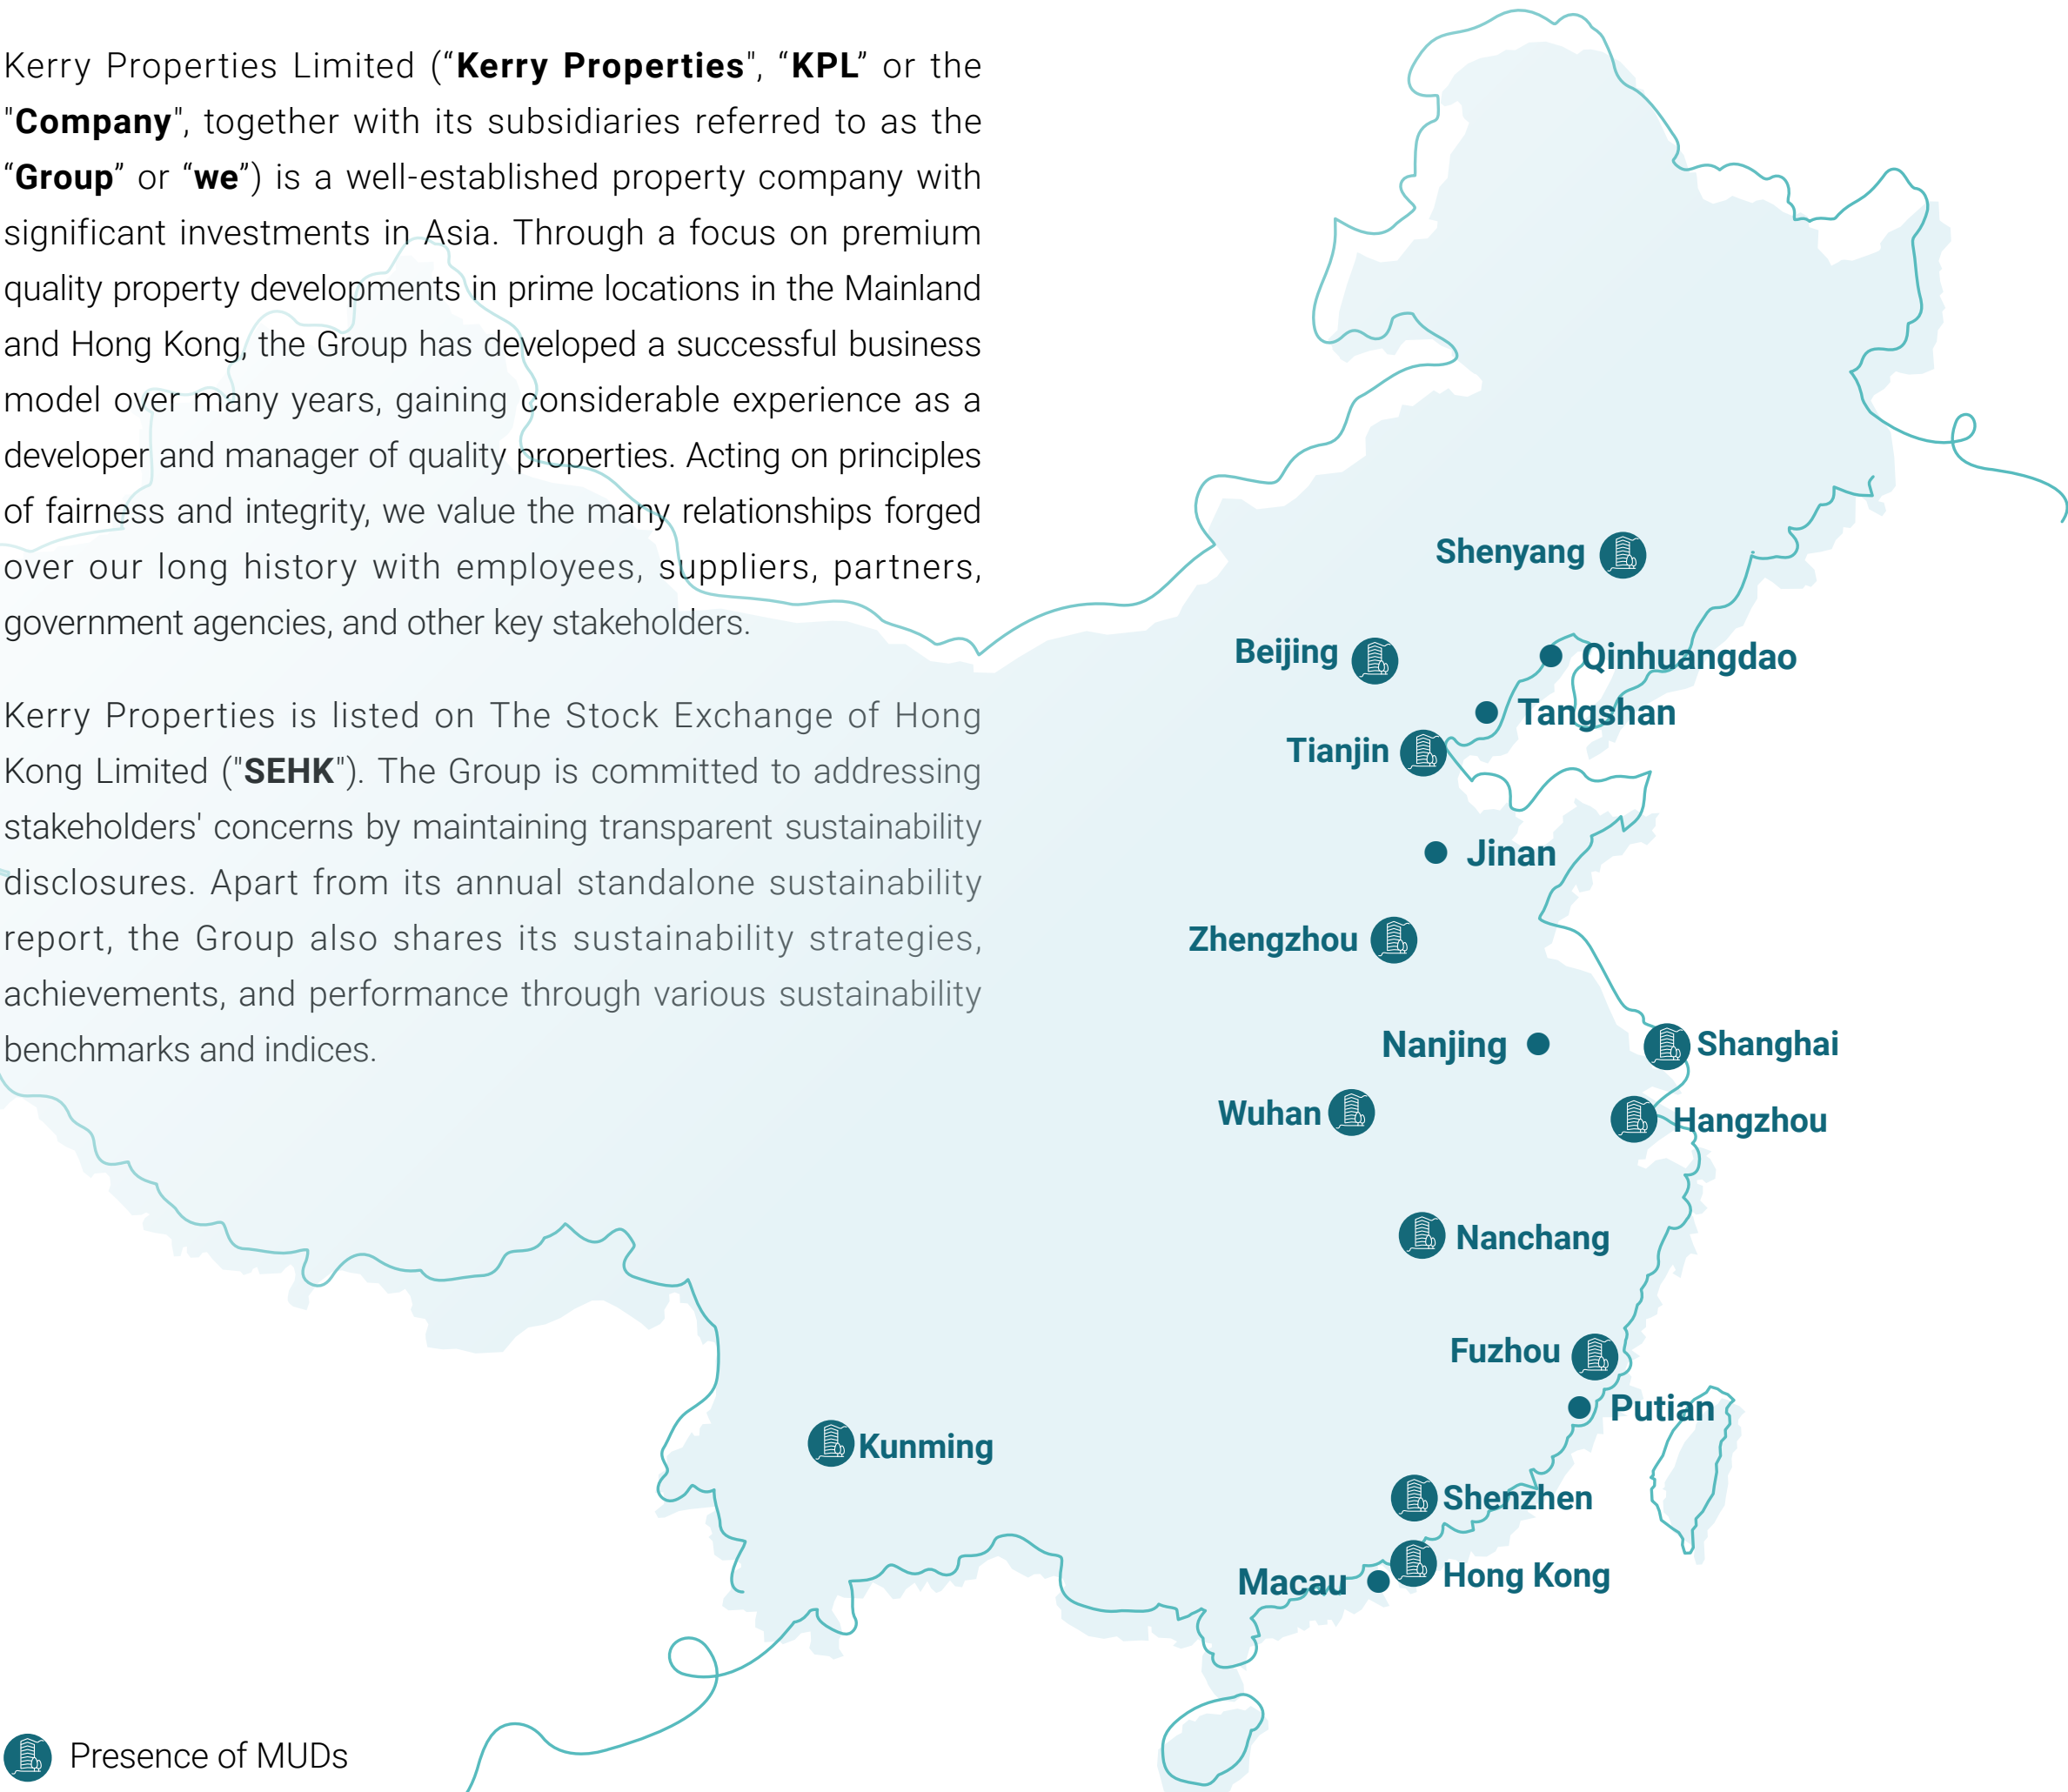 Kerry Properties Limited (“Kerry Properties", “KPL” or the
"Company", together with its subsidiaries referred to as the
“Group” or “we”) is a well-established property company with
significant investments in Asia. Through a focus on premium
quality property developments in prime locations in the Mainland
and Hong Kong, the Group has developed a successful business
model over many years, gaining considerable experience as a
developer and manager of quality properties. Acting on principles
of fairness and integrity, we value the many relationships forged
over our long history with employees, suppliers, partners,
government agencies, and other key stakeholders.
Kerry Properties is listed on The Stock Exchange of Hong
Kong Limited ("SEHK"). The Group is committed to addressing
stakeholders' concerns by maintaining transparent sustainability
disclosures. Apart from its annual standalone sustainability
report, the Group also shares its sustainability strategies,
achievements, and performance through various sustainability
benchmarks and indices.
Shenyang
Beijing
Qinhuangdao
Tangshan
Tianjin
Jinan
Zhengzhou
Nanjing
Shanghai
Wuhan
Hangzhou
Nanchang
Fuzhou
Putian
Kunming
Shenzhen
Hong Kong
Macau
Presence of MUDs